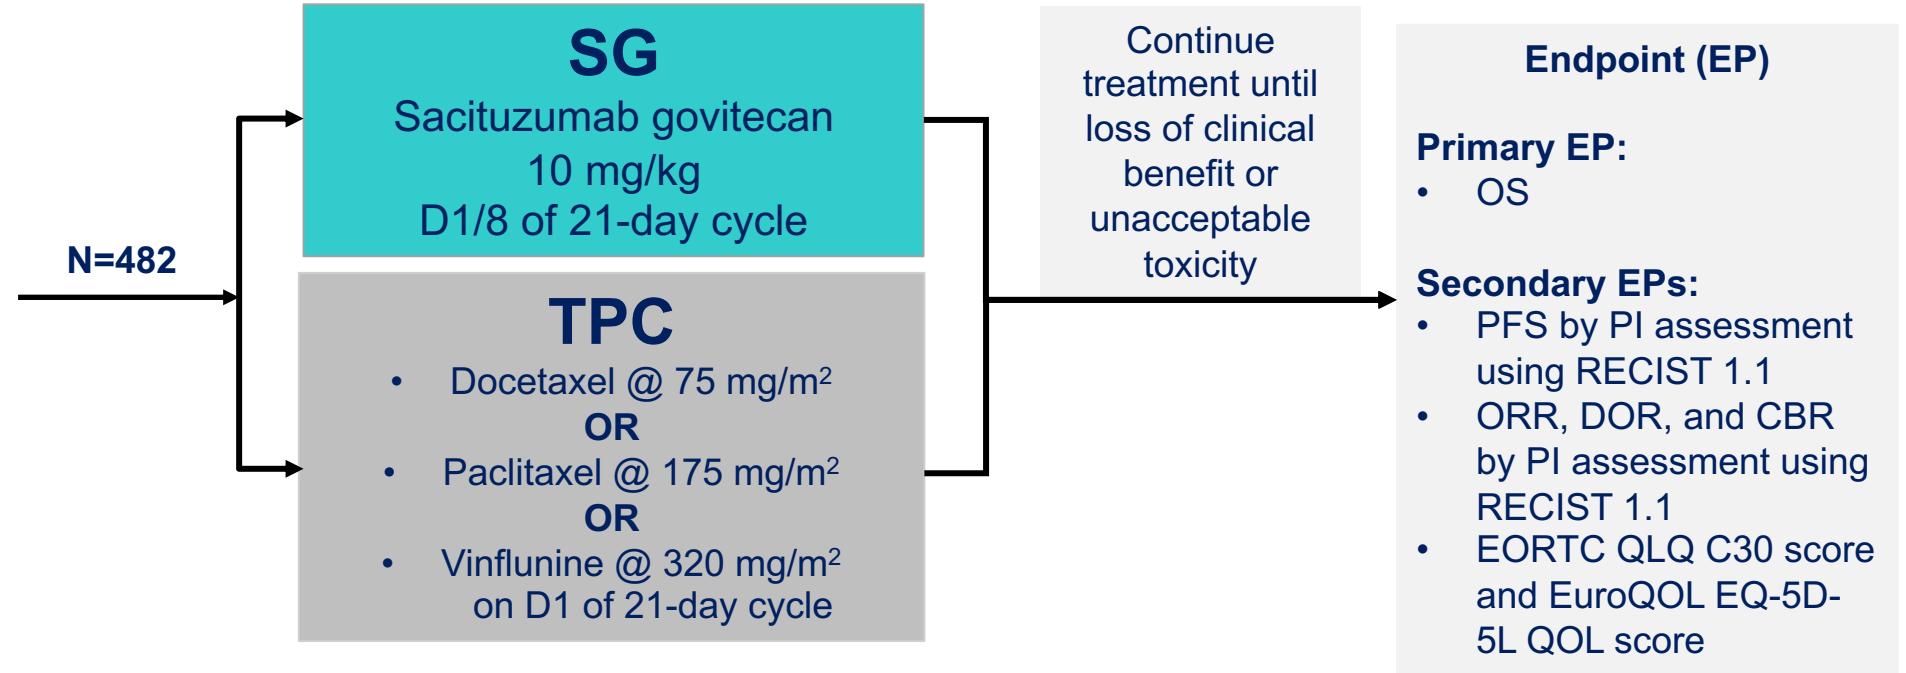 N=482
SG
Sacituzumab govitecan
10 mg/kg
D1/8 of 21-day cycle
TPC
• Docetaxel @ 75 mg/m²
OR
• Paclitaxel @ 175 mg/m²
OR
• Vinflunine @ 320 mg/m²
on D1 of 21-day cycle
Continue
treatment until
loss of clinical
benefit or
unacceptable
toxicity
Endpoint (EP)
Primary EP:
• OS
Secondary EPs:
• PFS by PI assessment
using RECIST 1.1
• ORR, DOR, and CBR
by PI assessment using
RECIST 1.1
• EORTC QLQ C30 score
and EuroQOL EQ-5D-
5L QOL score